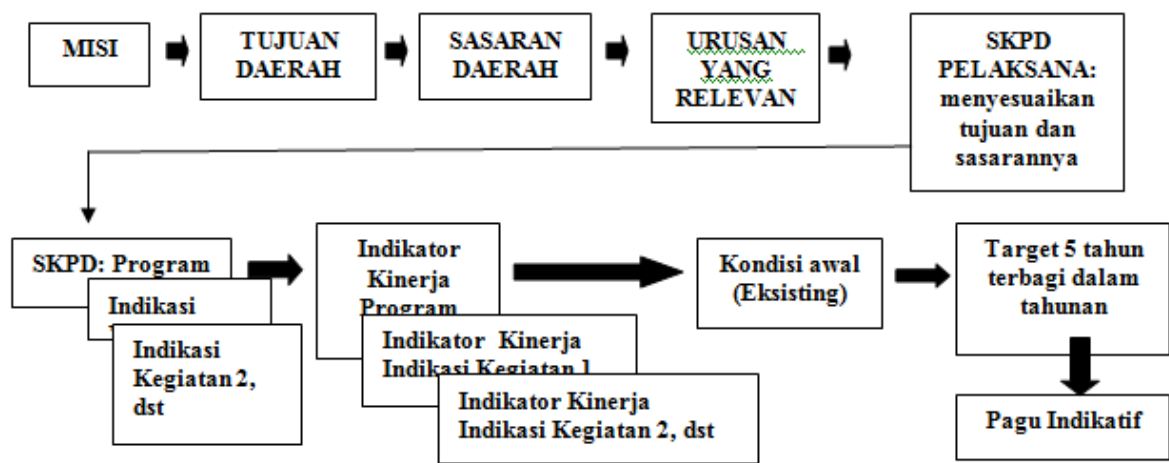 MISI
TUJUAN
DAERAH
SASARAN
DAERAH
URUSAN
YANG
RELEVAN
SKPD
PELAKSANA:
menyesuaikan
tujuan dan
sasarannya
SKPD: Program
Indikasi
Indikasi
Kegiatan 2,
dst
Indikator
Kinerja
Program
Indikator Kinerja
Indikasi Kegiatan 1
Indikator Kinerja
Indikasi Kegiatan 2, dst
Kondisi awal
(Eksisting)
Target 5 tahun
terbagi dalam
tahunan
Pagu Indikatif